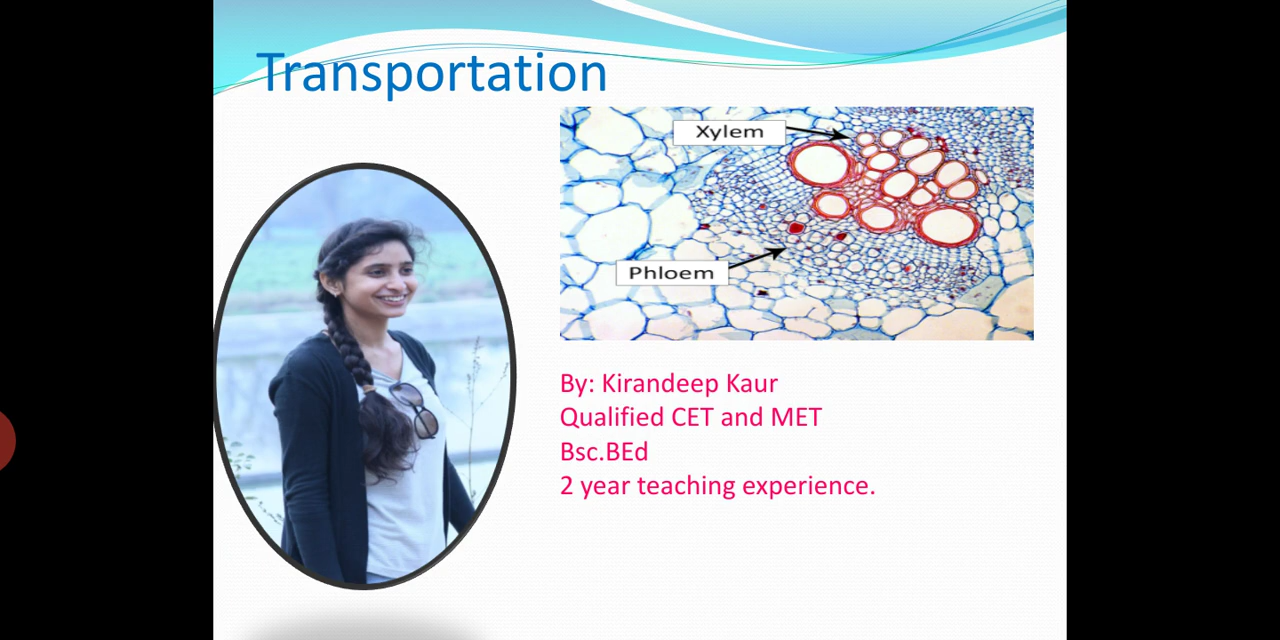 Transportation
Xylem
Phloem
By: Kirandeep Kaur
Qualified CET and MET
Bsc.BEd
2 year teaching experience.